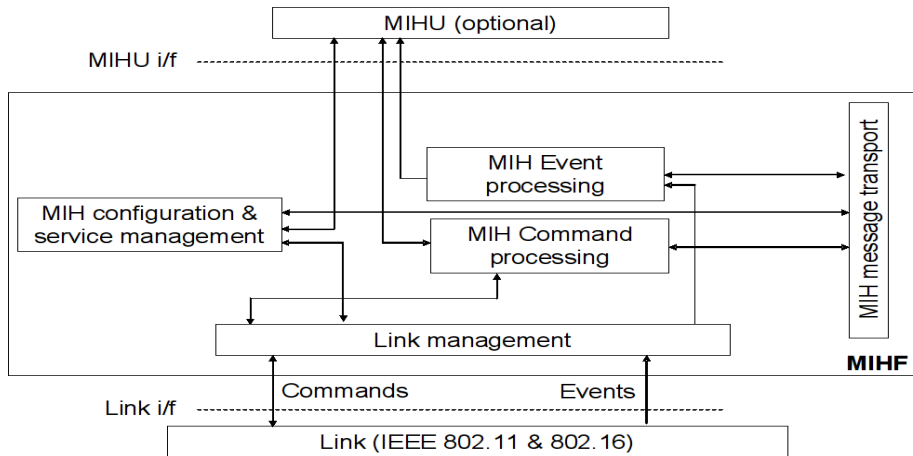 MIHU (optional)
MIHU i/f
MIH Event
processing
MIH message transport
MIH configuration &
service management
MIH Command
processing
Link management
MIHF
Commands
Events
Link i/f
Link (IEEE 802.11 & 802.16)